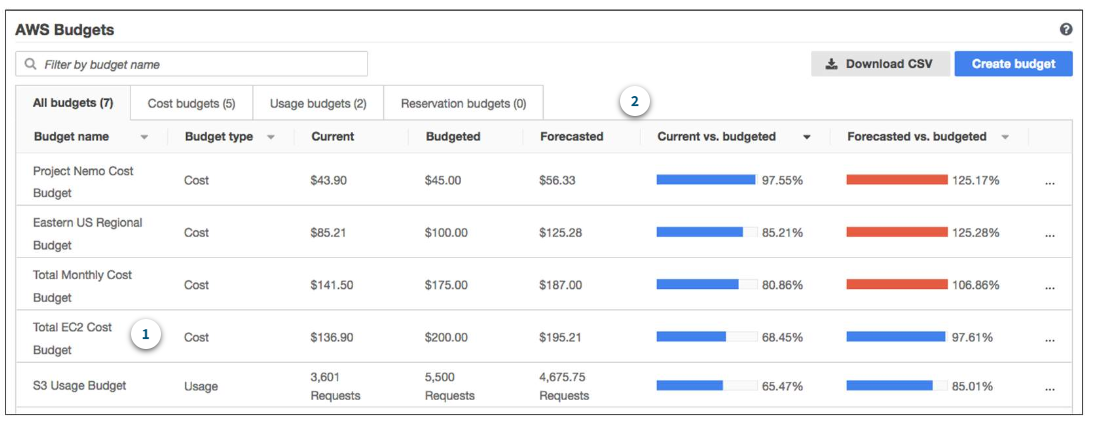 AWS Budgets
?
Filter by budget name
Download CSV
Create budget
All budgets (7)
Cost budgets (5)
Usage budgets (2)
Reservation budgets (0)
2
Budget name
Budget type
Current
Budgeted
Forecasted
Current vs. budgeted
Forecasted vs. budgeted
Project Nemo Cost
Budget
Cost
$43.90
$45.00
$56.33
97.55%
125.17%
...
Eastern US Regional
Budget
Cost
$85.21
$100.00
$125.28
85.21%
125.28%
...
Total Monthly Cost
Budget
Cost
$141.50
$175.00
$187.00
80.86%
106.86%
...
Total EC2 Cost
Budget
1
Cost
$136.90
$200.00
$195.21
68.45%
97.61%
...
S3 Usage Budget
Usage
3,601
Requests
5,500
Requests
4,675.75
Requests
65.47%
85.01%
...